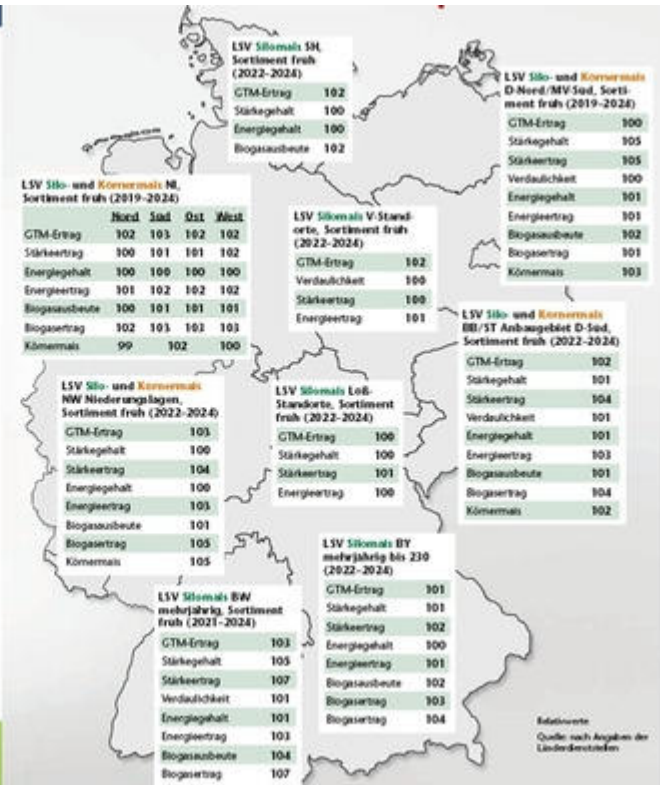 LSV Silomais SH,
Sortiment früh
(2022–2024)
GTM-Ertrag 102
Stärkegehalt 100
Energiegehalt 100
Biogasausbeute 102
LSV Silo- und Körnermais
D-Nord/MV-Süd, Sorti-
ment früh (2019–2024)
GTM-Ertrag 100
Stärkegehalt 105
Stärkeertrag 105
Verdaulichkeit 100
Energiegehalt 101
Energieertrag 101
Biogasausbeute 102
Biogasertrag 101
Körnermais 103
LSV Silo- und Körnermais NI,
Sortiment früh (2019–2024)
Nord Süd Ost West
GTM-Ertrag 102 103 102 102
Stärkeertrag 100 101 101 102
Energiegehalt 100 100 100 100
Energieertrag 101 102 102 102
Biogasausbeute 100 101 101 101
Biogasertrag 102 103 103 103
Körnermais 99 102 100
LSV Silomais V-Stand-
orte, Sortiment früh
(2022–2024)
GTM-Ertrag 102
Verdaulichkeit 100
Stärkeertrag 100
Energieertrag 101
LSV Silo- und Körnermais
BB/ST Anbaugebiet D-Süd,
Sortiment früh (2022–2024)
GTM-Ertrag 102
Stärkegehalt 101
Stärkeertrag 104
Verdaulichkeit 101
Energiegehalt 101
Energieertrag 103
Biogasausbeute 101
Biogasertrag 104
Körnermais 102
LSV Silo- und Körnermais
NW Niederungslagen,
Sortiment früh (2022–2024)
GTM-Ertrag 103
Stärkegehalt 100
Stärkeertrag 104
Energiegehalt 100
Energieertrag 103
Biogasausbeute 101
Biogasertrag 105
Körnermais 105
LSV Silomais Löß-
Standorte, Sortiment
früh (2022–2024)
GTM-Ertrag 100
Stärkegehalt 100
Stärkeertrag 101
Energieertrag 100
LSV Silomais BY
mehrjährig bis 230
(2022–2024)
GTM-Ertrag 101
Stärkegehalt 101
Stärkeertrag 102
Energiegehalt 100
Energieertrag 101
Biogasausbeute 102
Biogasertrag 103
Biogasertrag 104
LSV Silomais BW
mehrjährig, Sortiment
früh (2021–2024)
GTM-Ertrag 103
Stärkegehalt 105
Stärkeertrag 107
Verdaulichkeit 101
Energiegehalt 101
Energieertrag 103
Biogasausbeute 104
Biogasertrag 107
Relativwerte
Quelle: nach Angaben der
Länderdienststellen